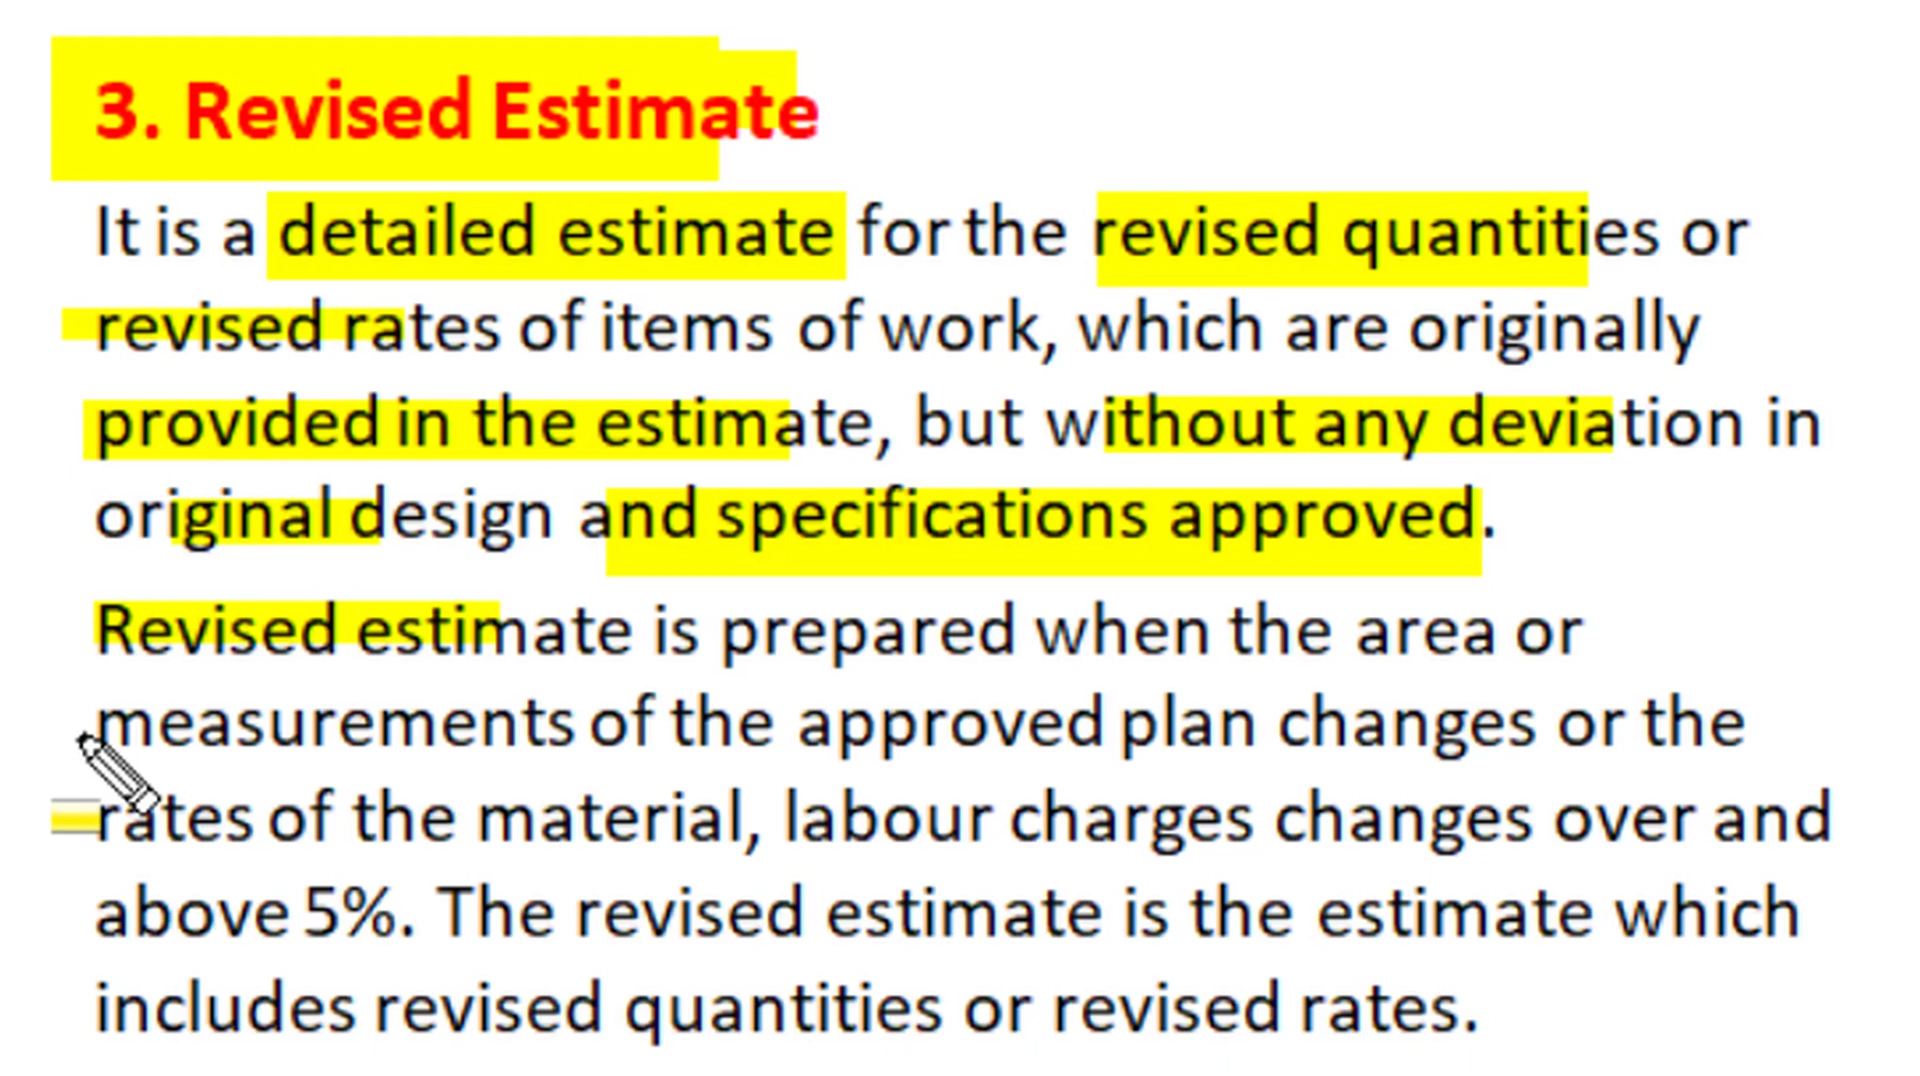 3. Revised Estimate
It is a detailed estimate for the revised quantities or
revised rates of items of work, which are originally
provided in the estimate, but without any deviation in
original design and specifications approved.
Revised estimate is prepared when the area or
measurements of the approved plan changes or the
rates of the material, labour charges changes over and
above 5%. The revised estimate is the estimate which
includes revised quantities or revised rates.